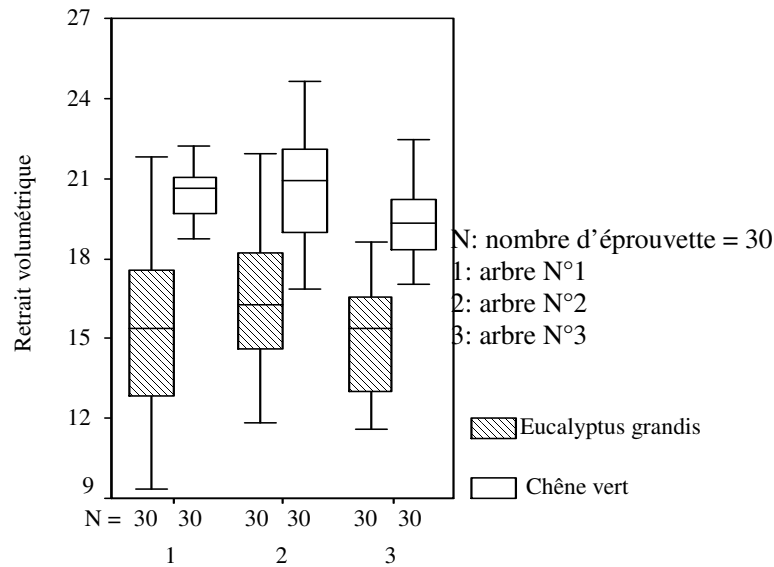 27
24
21
18
15
12
9
Retrait volumétrique
N: nombre d'éprouvette = 30
1: arbre N°1
2: arbre N°2
3: arbre N°3
Eucalyptus grandis
Chêne vert
N = 30 30 30 30 30 30
1 2 3